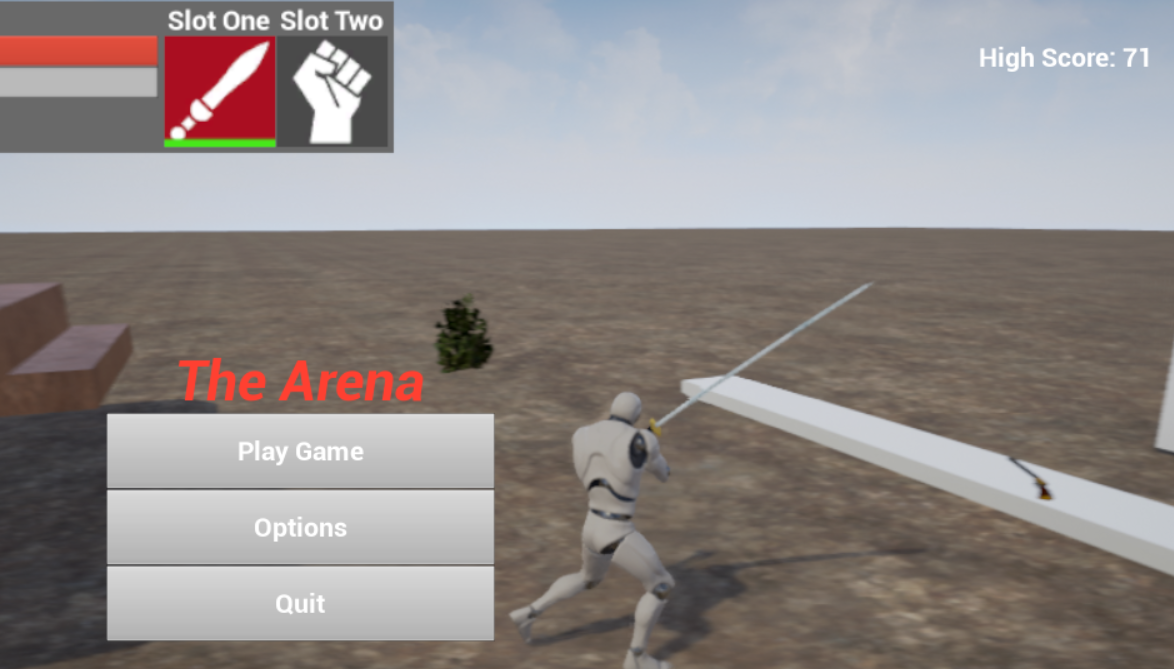 Slot One Slot Two
High Score: 71
The Arena
Play Game
Options
Quit